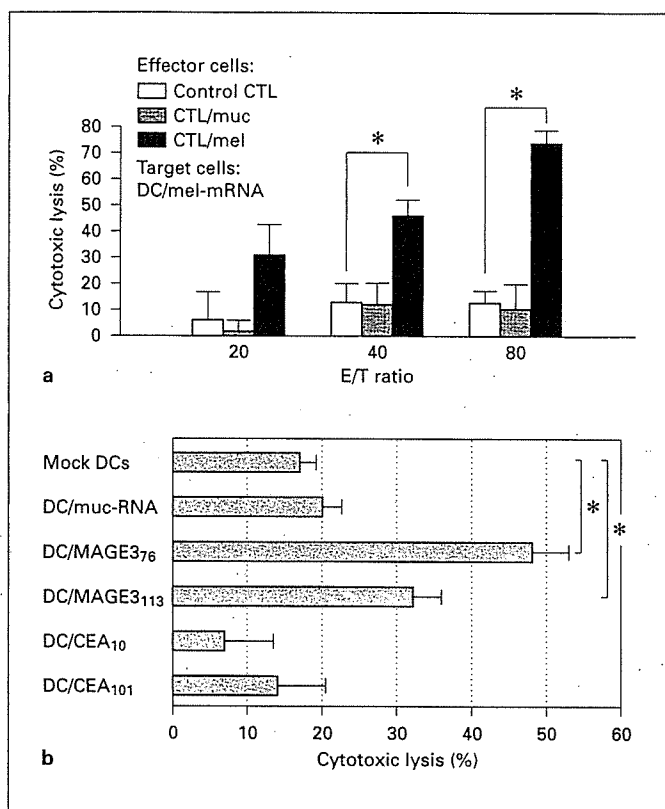 Effector cells:
Control CTL
CTL/muc
CTL/mel
Target cells:
DC/mel-mRNA
Cytotoxic lysis (%)
80
70
60
50
40
30
20
10
0
*
*
20
40
80
E/T ratio
a
Mock DCs
DC/muc-RNA
DC/MAGE3₇₆
DC/MAGE3₁₁₃
DC/CEA₁₀
DC/CEA₁₀₁
*
*
0 10 20 30 40 50 60
Cytotoxic lysis (%)
b